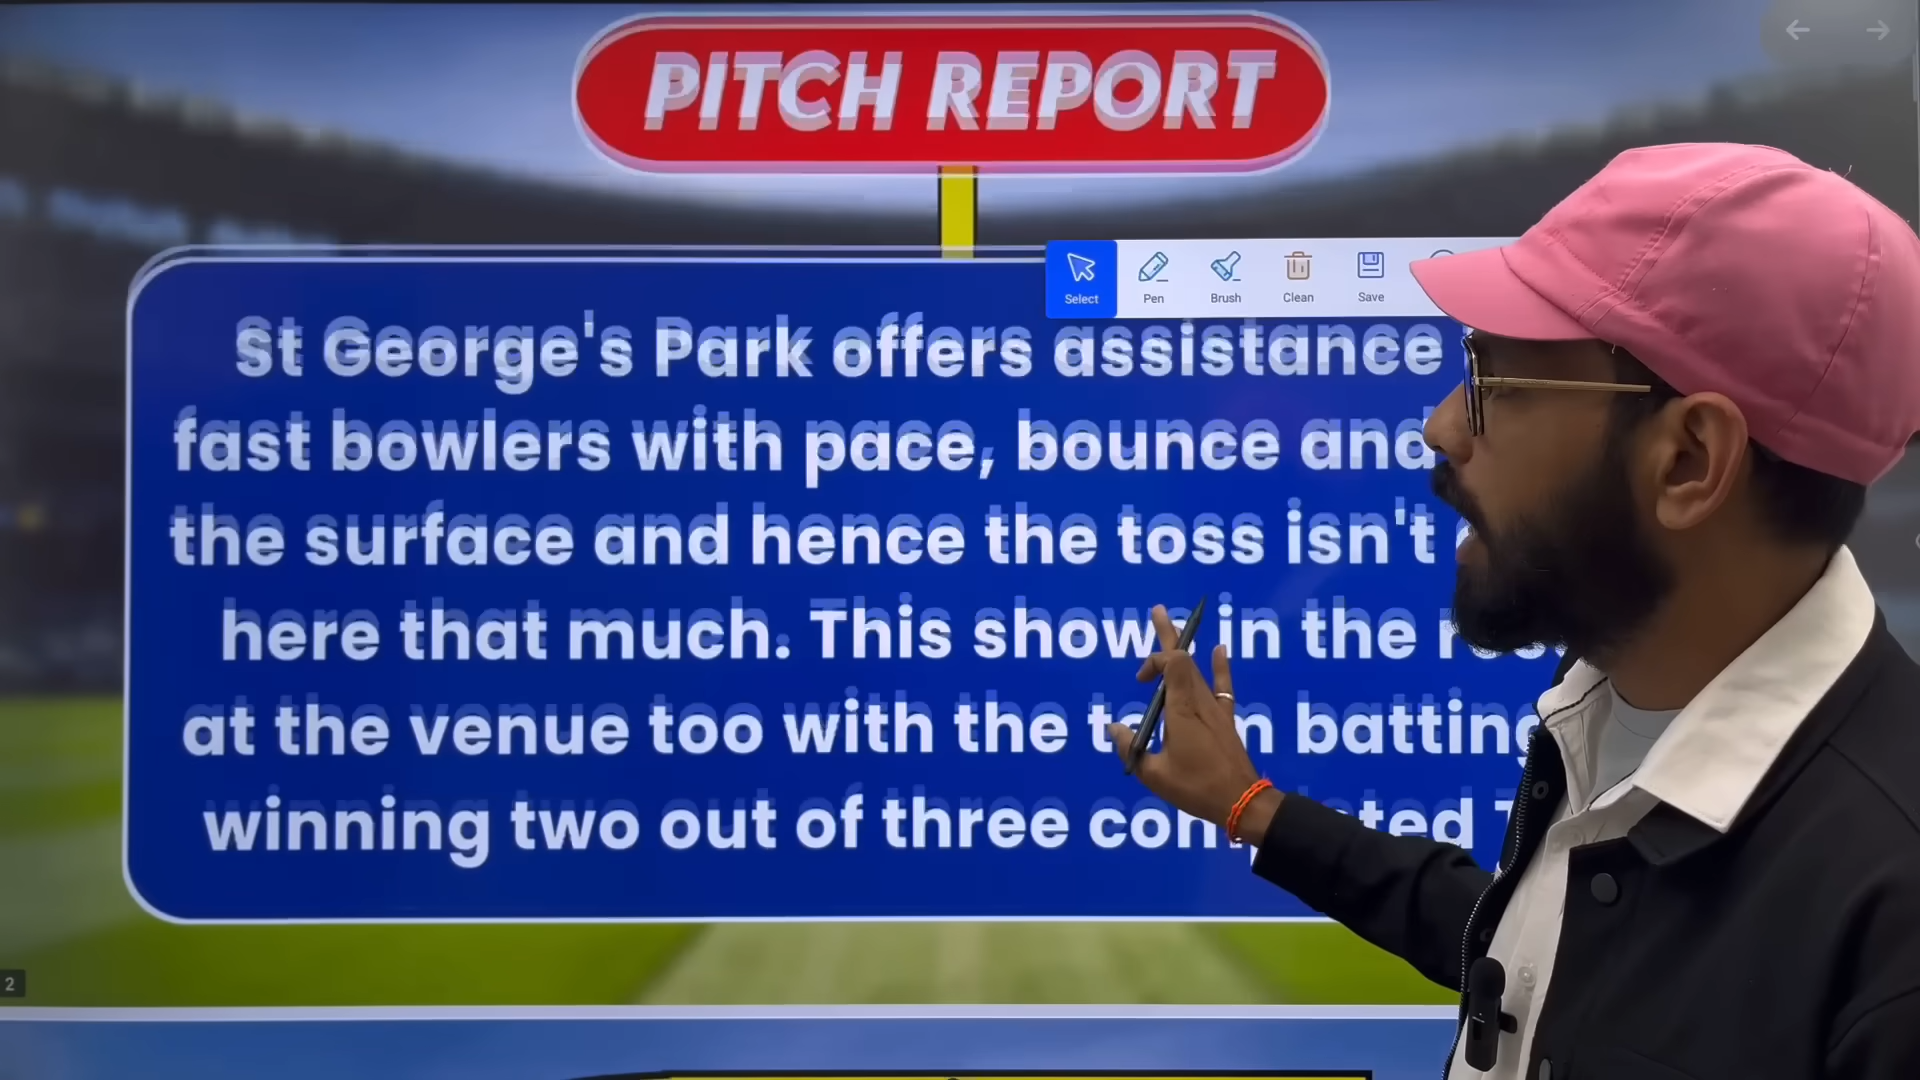 PITCH REPORT
Select Pen Brush Clean Save
St George's Park offers assistance
fast bowlers with pace, bounce and
the surface and hence the toss isn't
here that much. This shows in the
at the venue too with the team batting
winning two out of three completed
2